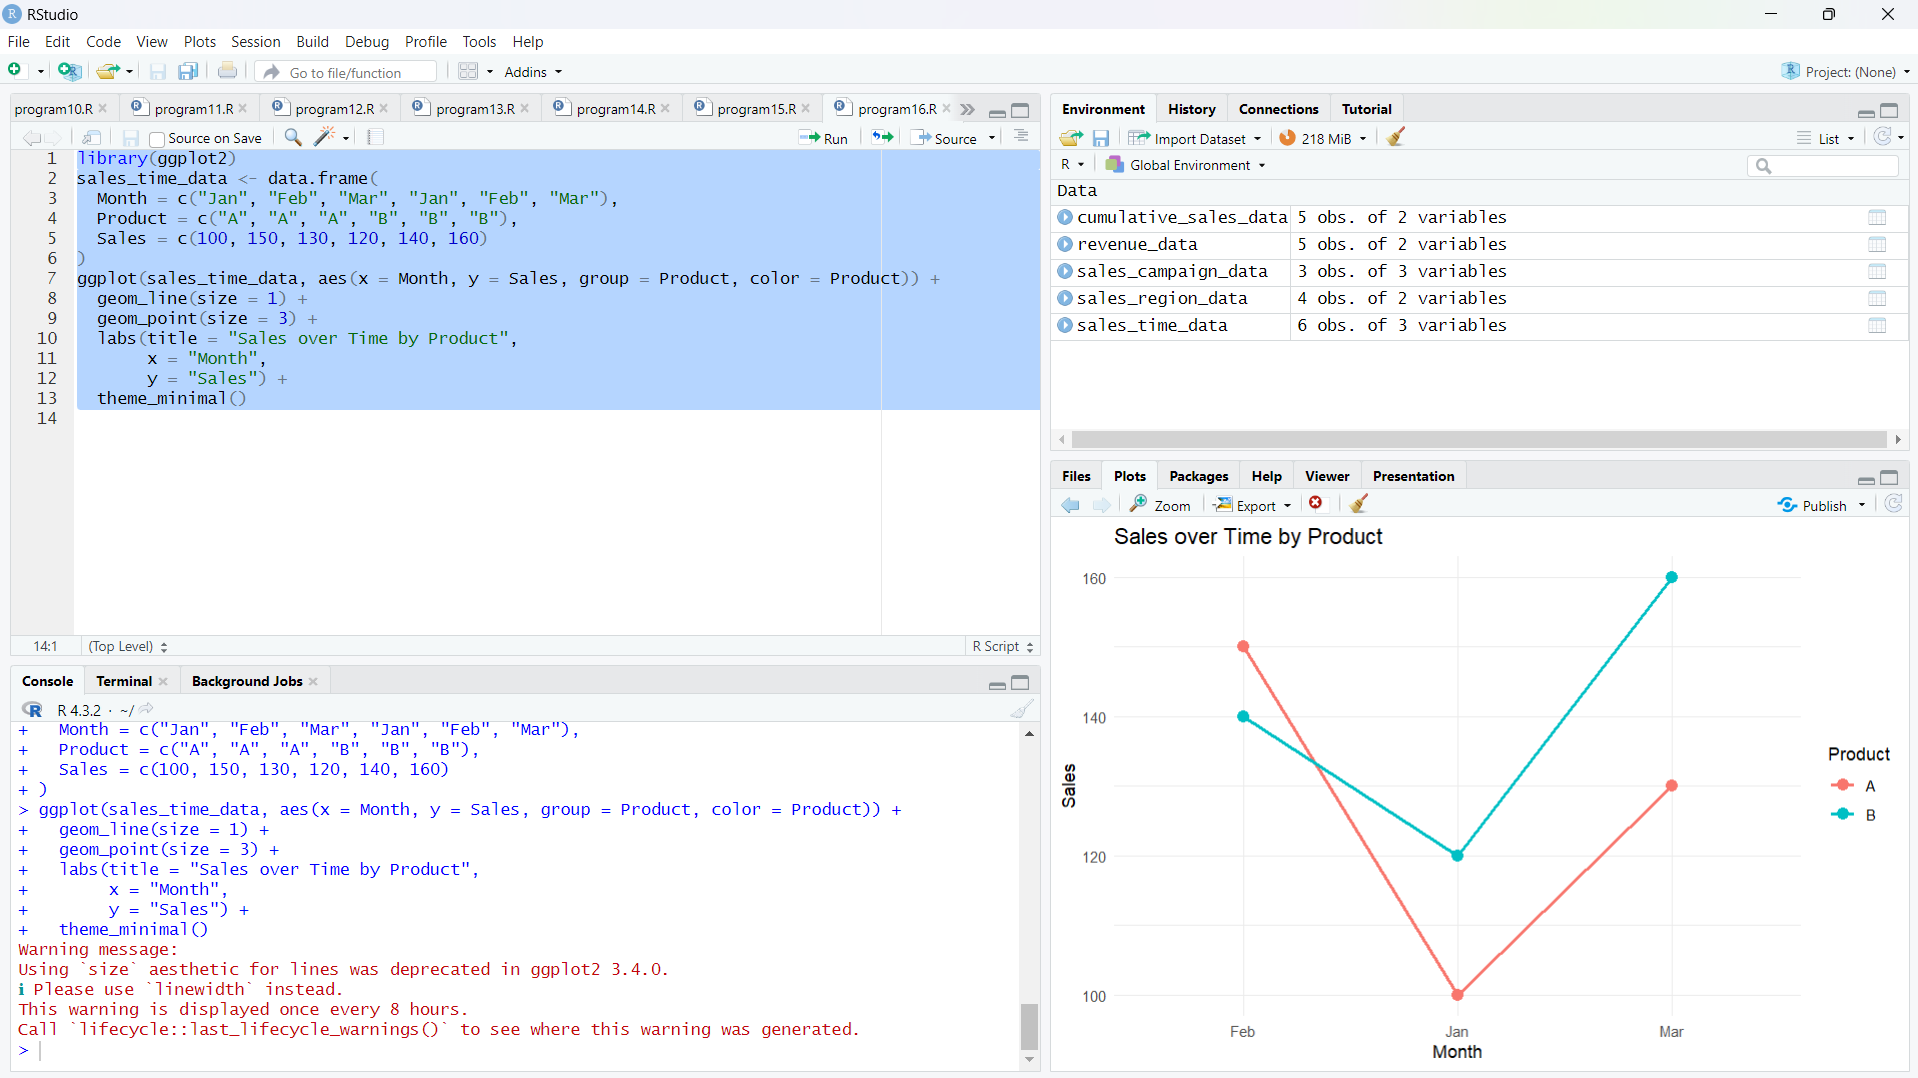 RStudio
File Edit Code View Plots Session Build Debug Profile Tools Help
Go to file/function Addins Project: (None)
program10.R program11.R program12.R program13.R program14.R program15.R program16.R
Source on Save Run Source
1 library(ggplot2)
2 sales_time_data <- data.frame(
3 Month = c("Jan", "Feb", "Mar", "Jan", "Feb", "Mar"),
4 Product = c("A", "A", "A", "B", "B", "B"),
5 Sales = c(100, 150, 130, 120, 140, 160)
6 )
7 ggplot(sales_time_data, aes(x = Month, y = Sales, group = Product, color = Product)) +
8 geom_line(size = 1) +
9 geom_point(size = 3) +
10 labs(title = "Sales over Time by Product",
11 x = "Month",
12 y = "Sales") +
13 theme_minimal()
14
14:1 (Top Level) R Script
Console Terminal Background Jobs
R 4.3.2 · ~/
+ Month = c("Jan", "Feb", "Mar", "Jan", "Feb", "Mar"),
+ Product = c("A", "A", "A", "B", "B", "B"),
+ Sales = c(100, 150, 130, 120, 140, 160)
+ )
> ggplot(sales_time_data, aes(x = Month, y = Sales, group = Product, color = Product)) +
+ geom_line(size = 1) +
+ geom_point(size = 3) +
+ labs(title = "Sales over Time by Product",
+ x = "Month",
+ y = "Sales") +
+ theme_minimal()
Warning message:
Using `size` aesthetic for lines was deprecated in ggplot2 3.4.0.
ℹ Please use `linewidth` instead.
This warning is displayed once every 8 hours.
Call `lifecycle::last_lifecycle_warnings()` to see where this warning was generated.
>
Environment History Connections Tutorial
Import Dataset 218 MiB List
R Global Environment
Data
cumulative_sales_data 5 obs. of 2 variables
revenue_data 5 obs. of 2 variables
sales_campaign_data 3 obs. of 3 variables
sales_region_data 4 obs. of 2 variables
sales_time_data 6 obs. of 3 variables
Files Plots Packages Help Viewer Presentation
Zoom Export Publish
Sales over Time by Product
160
140
120
100
Sales
Feb Jan Mar
Month
Product
A
B